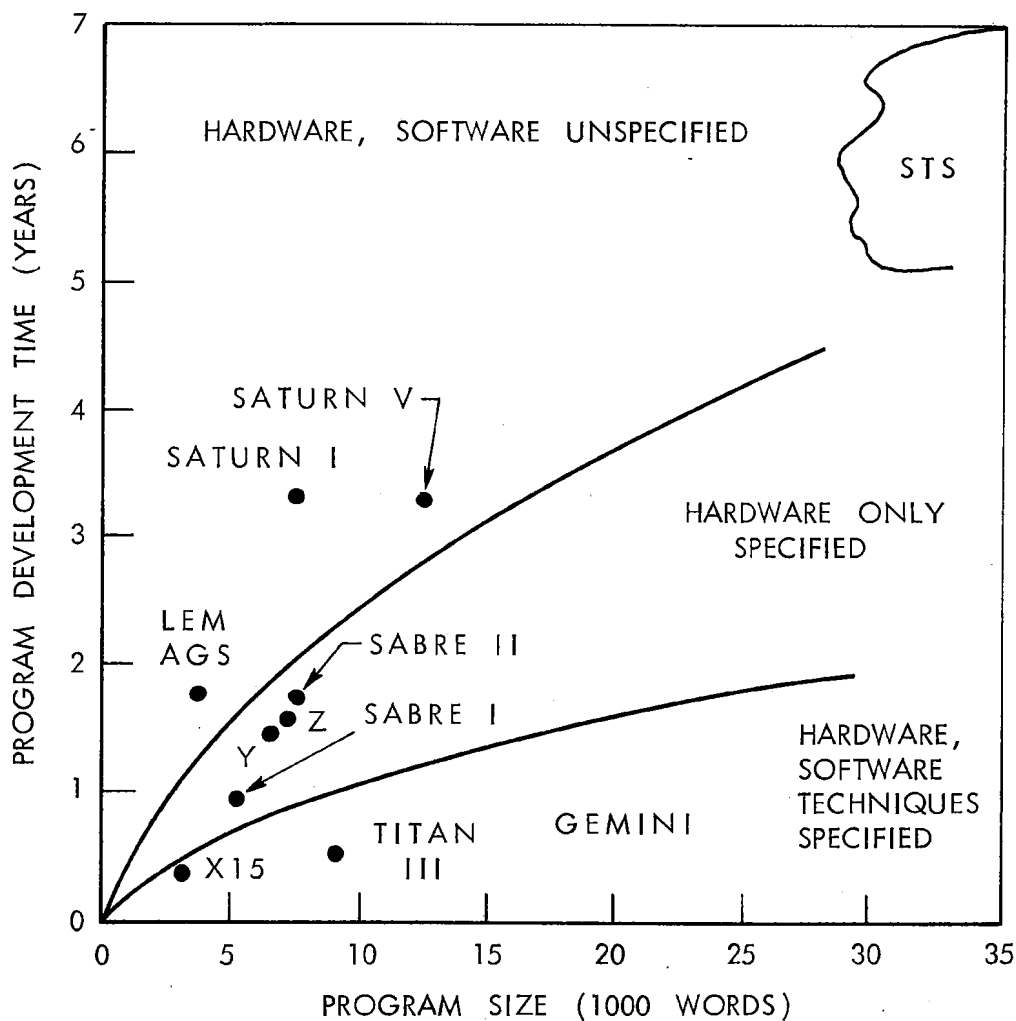 7
HARDWARE, SOFTWARE UNSPECIFIED
6
STS
5
SATURN V
4
SATURN I
HARDWARE ONLY
SPECIFIED
3
LEM
AGS
SABRE II
2
Z
SABRE I
Y
HARDWARE,
SOFTWARE
TECHNIQUES
SPECIFIED
1
GEMINI
TITAN
III
X15
0
0 5 10 15 20 25 30 35
PROGRAM SIZE (1000 WORDS)
PROGRAM DEVELOPMENT TIME (YEARS)